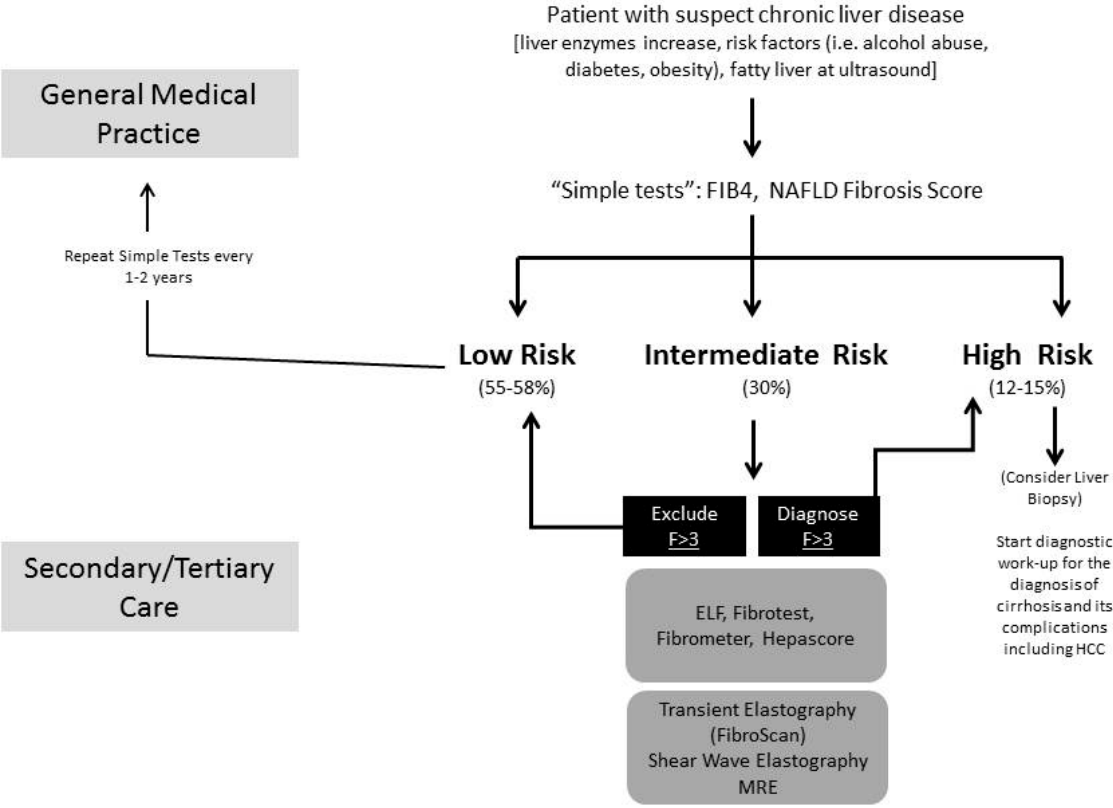 Patient with suspect chronic liver disease
[liver enzymes increase, risk factors (i.e. alcohol abuse,
diabetes, obesity), fatty liver at ultrasound]
General Medical
Practice
“Simple tests”: FIB4, NAFLD Fibrosis Score
Repeat Simple Tests every
1-2 years
Low Risk
(55-58%)
Intermediate Risk
(30%)
High Risk
(12-15%)
(Consider Liver
Biopsy)
Start diagnostic
work-up for the
diagnosis of
cirrhosis and its
complications
including HCC
Exclude
F>3
Diagnose
F>3
Secondary/Tertiary
Care
ELF, Fibrotest,
Fibrometer, Hepascore
Transient Elastography
(FibroScan)
Shear Wave Elastography
MRE